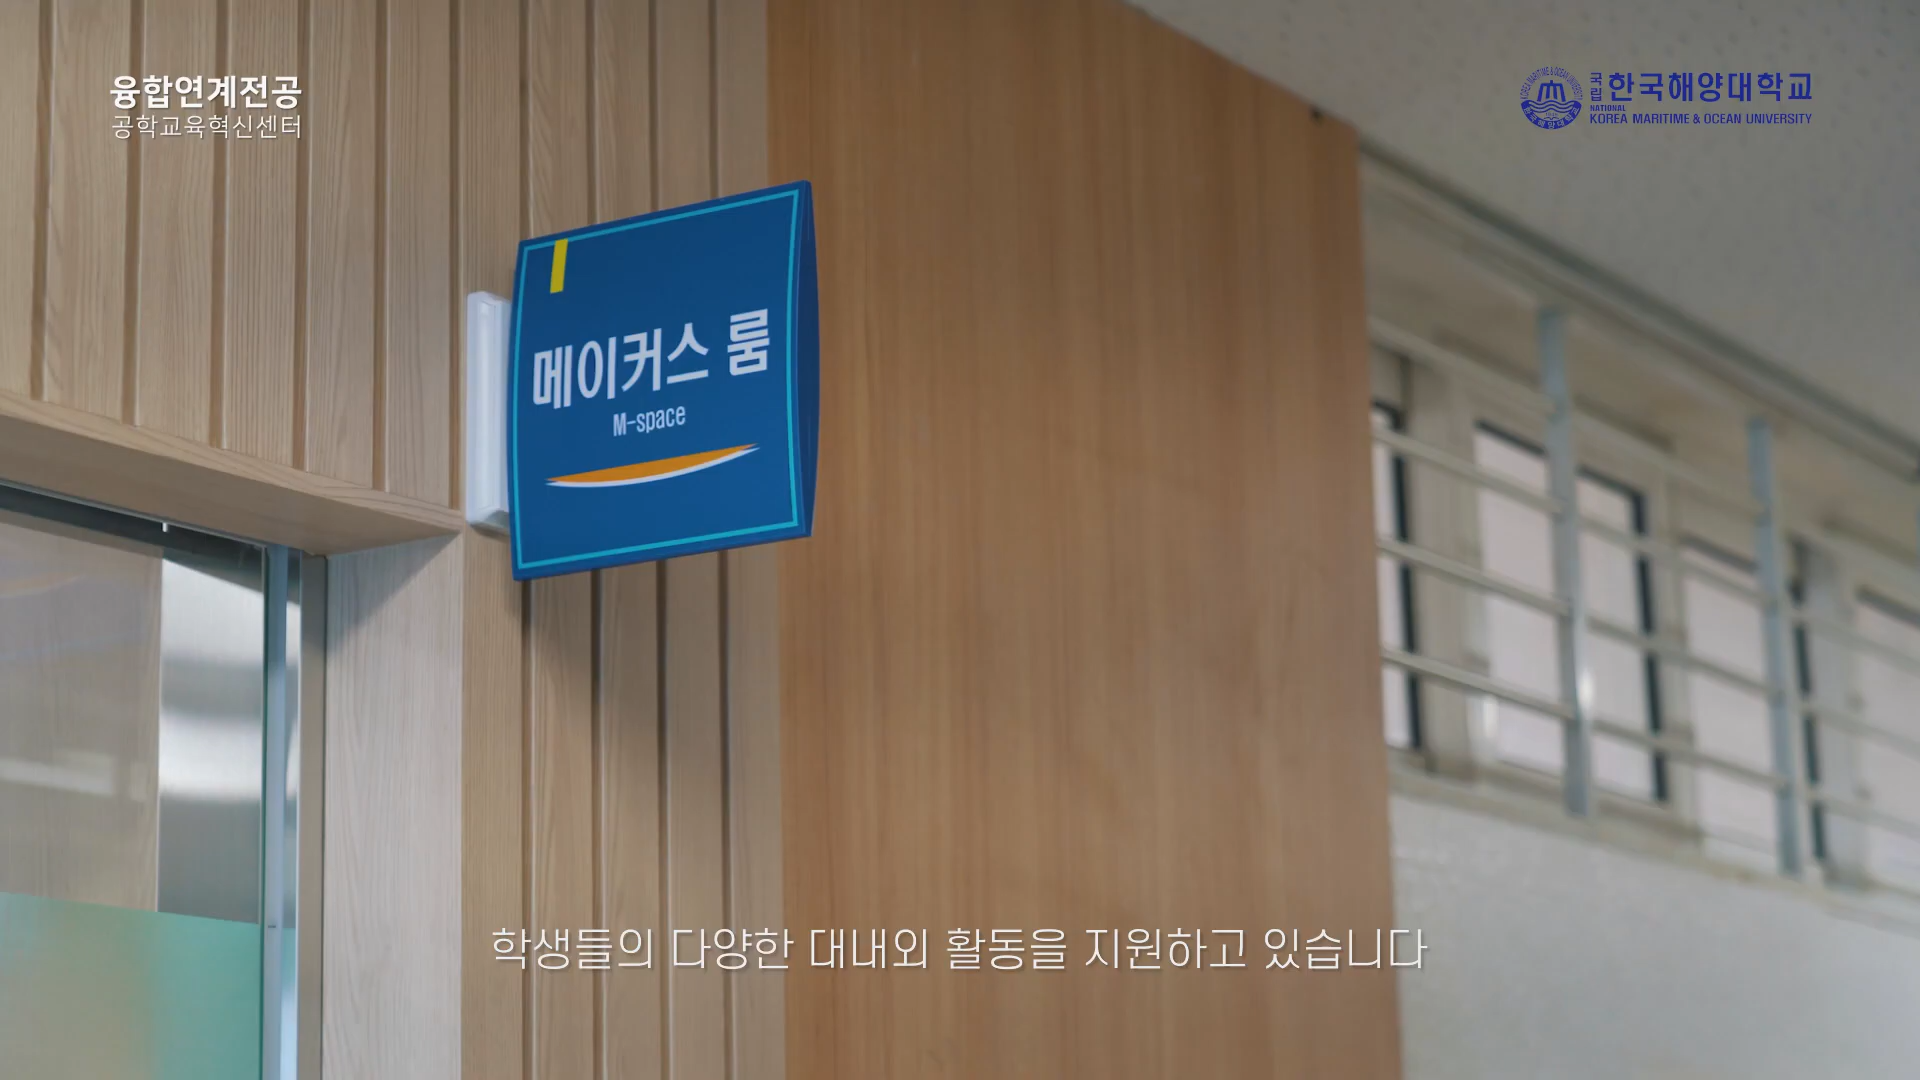 융합연계전공
공학교육혁신센터
국립 한국해양대학교
NATIONAL
KOREA MARITIME & OCEAN UNIVERSITY
메이커스 룸
M-space
학생들의 다양한 대내외 활동을 지원하고 있습니다